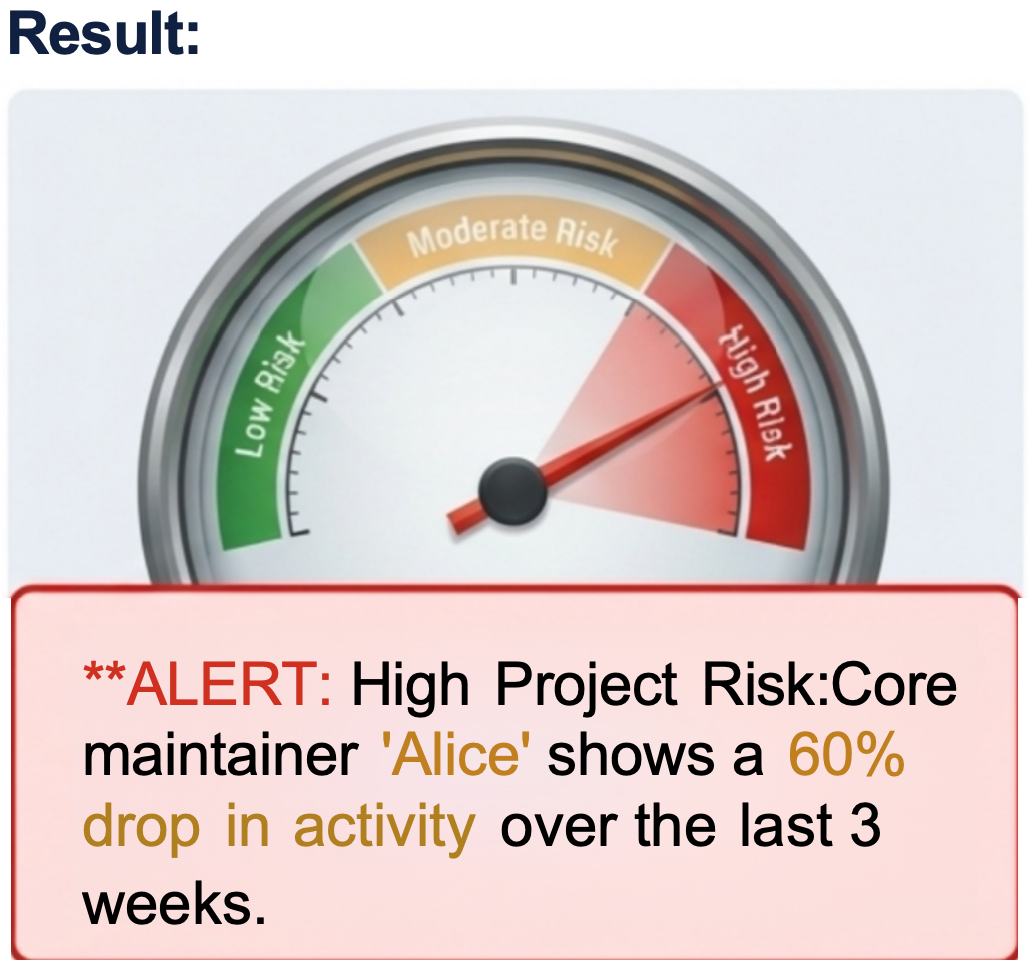 Result:
Moderate Risk
Low Risk
High Risk
**ALERT: High Project Risk:Core
maintainer 'Alice' shows a 60%
drop in activity over the last 3
weeks.